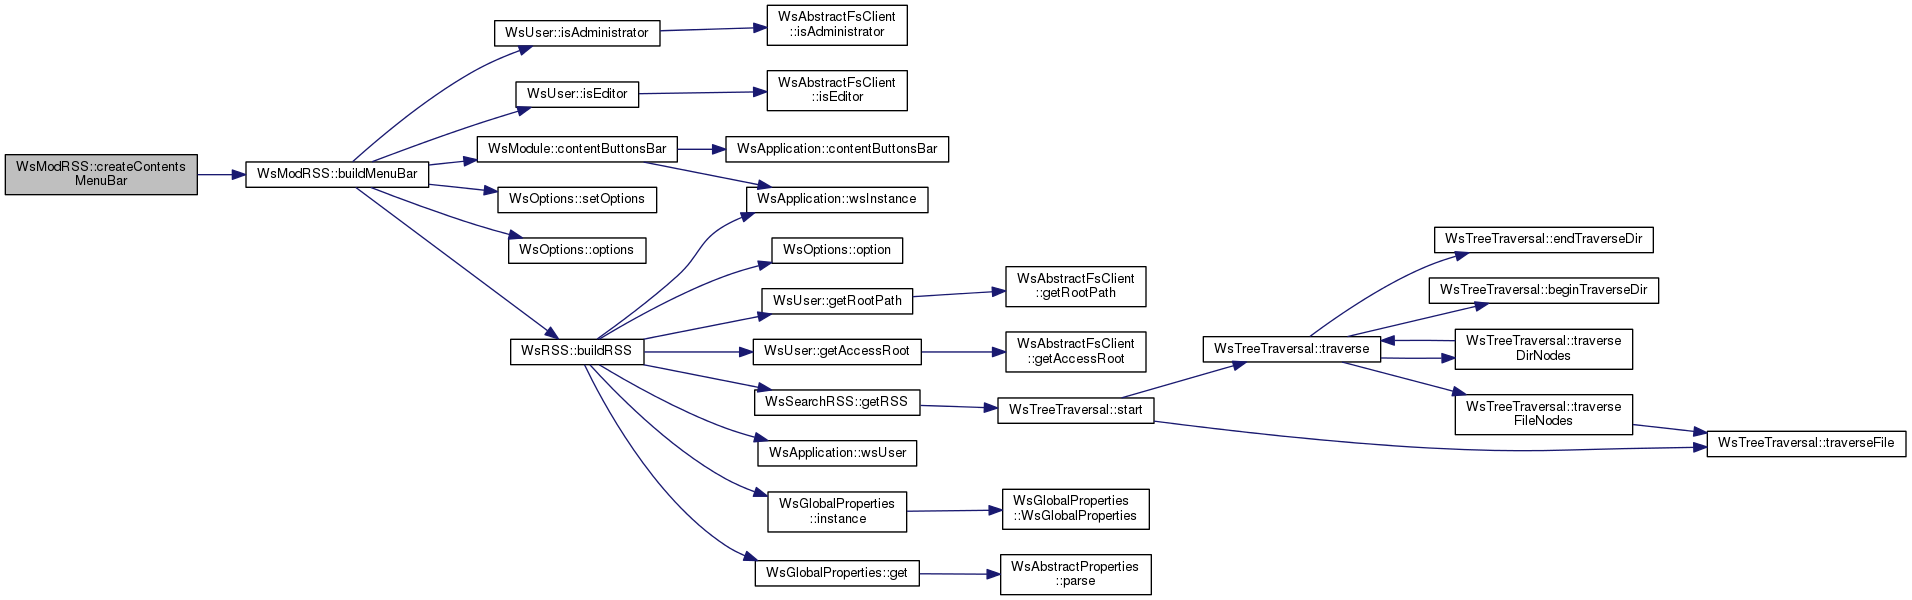 WsModRSS::createContents
MenuBar
WsModRSS::buildMenuBar
WsUser::isAdministrator
WsAbstractFsClient
::isAdministrator
WsUser::isEditor
WsAbstractFsClient
::isEditor
WsModule::contentButtonsBar
WsApplication::contentButtonsBar
WsOptions::setOptions
WsApplication::wsInstance
WsOptions::options
WsRSS::buildRSS
WsOptions::option
WsUser::getRootPath
WsAbstractFsClient
::getRootPath
WsUser::getAccessRoot
WsAbstractFsClient
::getAccessRoot
WsSearchRSS::getRSS
WsTreeTraversal::start
WsTreeTraversal::traverse
WsTreeTraversal::endTraverseDir
WsTreeTraversal::beginTraverseDir
WsTreeTraversal::traverse
DirNodes
WsTreeTraversal::traverse
FileNodes
WsTreeTraversal::traverseFile
WsApplication::wsUser
WsGlobalProperties
::instance
WsGlobalProperties
::WsGlobalProperties
WsGlobalProperties::get
WsAbstractProperties
::parse